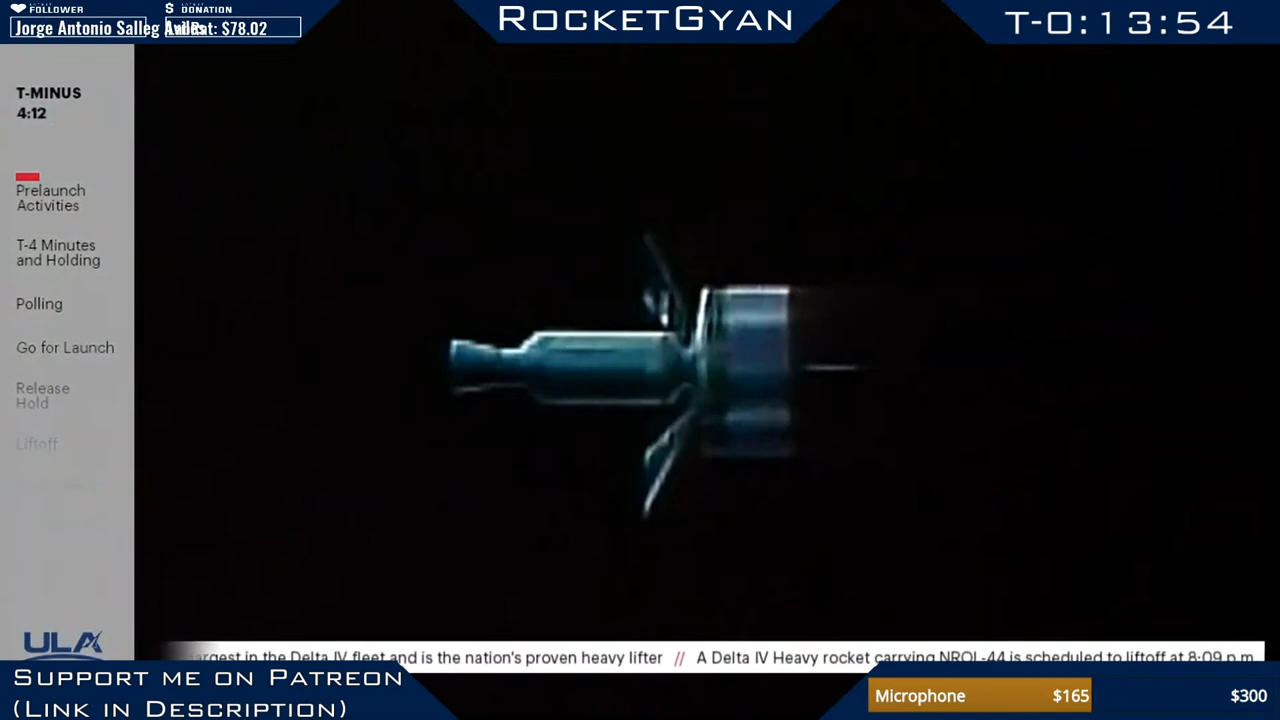 FOLLOWER
DONATION
Jorge Antonio Salleg
$78.02
RocketGyan
T-0:13:54
T-MINUS
4:12
Prelaunch
Activities
T-4 Minutes
and Holding
Polling
Go for Launch
Release
Hold
Liftoff
ULA
largest in the Delta IV fleet and is the nation's proven heavy lifter // A Delta IV Heavy rocket carrying NROL-44 is scheduled to liftoff at 8:09 p.m.
Support me on Patreon
(Link in Description)
Microphone $165 $300